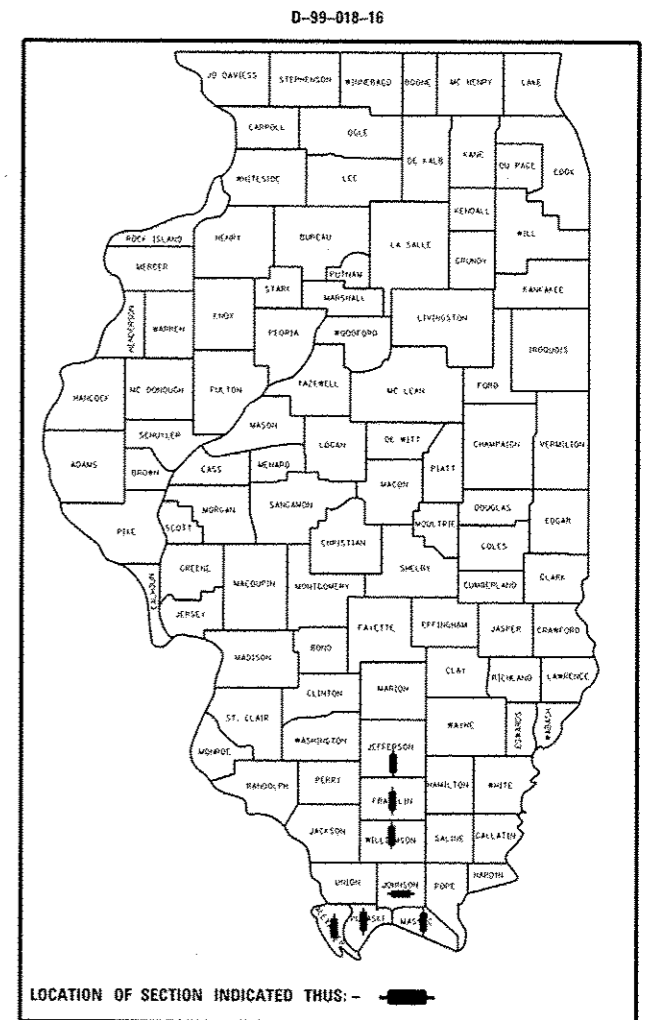 D-99-018-16
JO DAVIESS STEPHENSON WINNEBAGO BOONE MC HENRY LAKE
CARROLL OGLE DE KALB KANE DU PAGE COOK
WHITESIDE LEE
KENDALL
ROCK ISLAND HENRY BUREAU LA SALLE WILL
MERCER PUTNAM GRUNDY
STARK MARSHALL KANKAKEE
HENDERSON WARREN KNOX PEORIA WOODFORD LIVINGSTON IROQUOIS
HANCOCK MC DONOUGH FULTON TAZEWELL MC LEAN FORD
MASON
SCHUYLER LOGAN DE WITT CHAMPAIGN VERMILION
ADAMS BROWN CASS MENARD PIATT
MACON
MORGAN SANGAMON DOUGLAS
PIKE SCOTT MOULTRIE EDGAR
CHRISTIAN COLES
GREENE MACOUPIN MONTGOMERY SHELBY
CALHOUN CUMBERLAND CLARK
JERSEY
FAYETTE EFFINGHAM JASPER CRAWFORD
MADISON BOND
CLAY RICHLAND LAWRENCE
CLINTON MARION
ST. CLAIR WAYNE EDWARDS WABASH
WASHINGTON
MONROE JEFFERSON
RANDOLPH PERRY HAMILTON WHITE
FRANKLIN
JACKSON WILLIAMSON SALINE GALLATIN
UNION JOHNSON POPE HARDIN
LOCATION OF SECTION INDICATED THUS: -